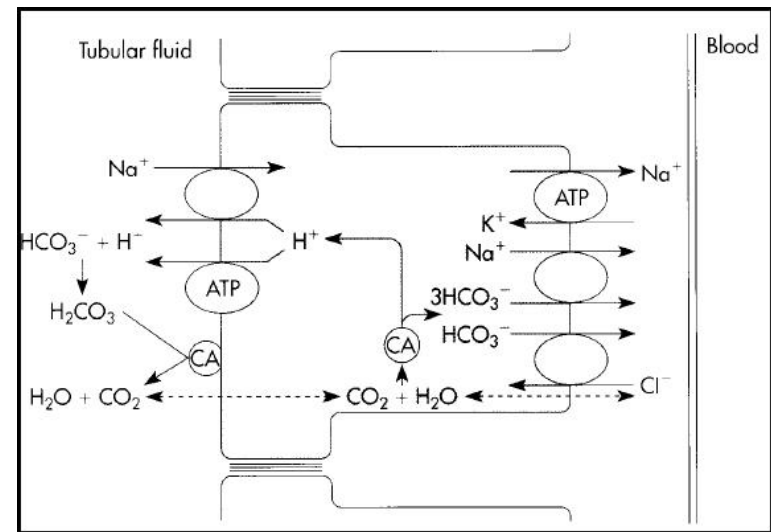 Tubular fluid
Blood
Na⁺
Na⁺
ATP
K⁺
HCO₃⁻ + H⁻
H⁺
Na⁺
ATP
3HCO₃⁻
H₂CO₃
HCO₃⁻
CA
CA
H₂O + CO₂
CO₂ + H₂O
Cl⁻